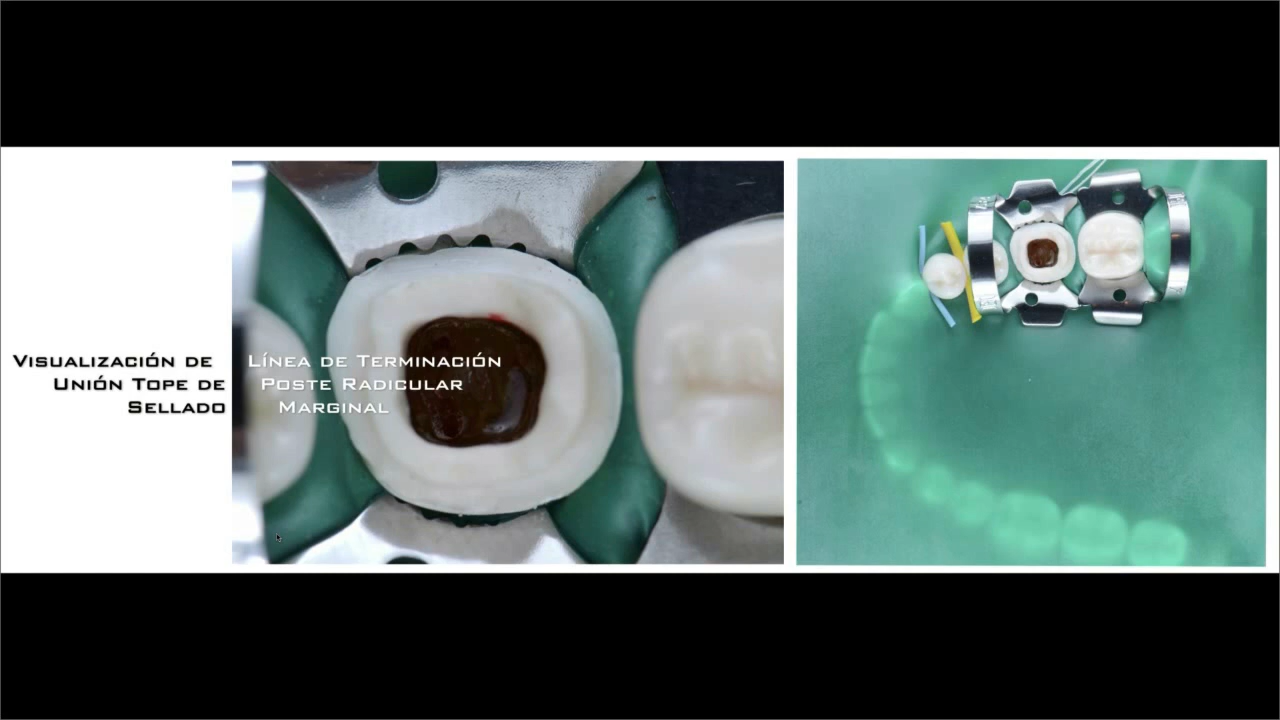 Visualización de
Unión Tope de
Sellado
Línea de Terminación
Poste Radicular
Marginal